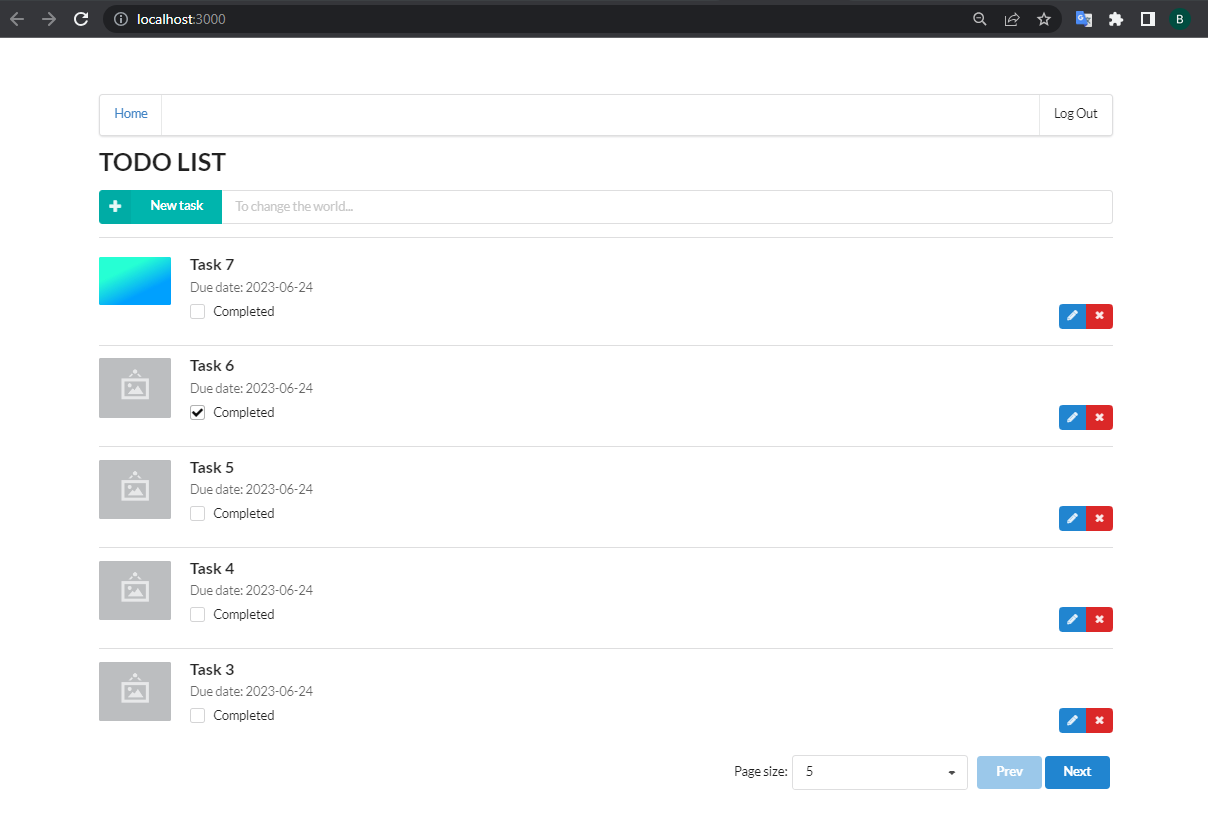 localhost:3000
B
Home
Log Out
TODO LIST
New task
To change the world...
Task 7
Due date: 2023-06-24
Completed
Task 6
Due date: 2023-06-24
Completed
Task 5
Due date: 2023-06-24
Completed
Task 4
Due date: 2023-06-24
Completed
Task 3
Due date: 2023-06-24
Completed
Page size: 5 Prev Next